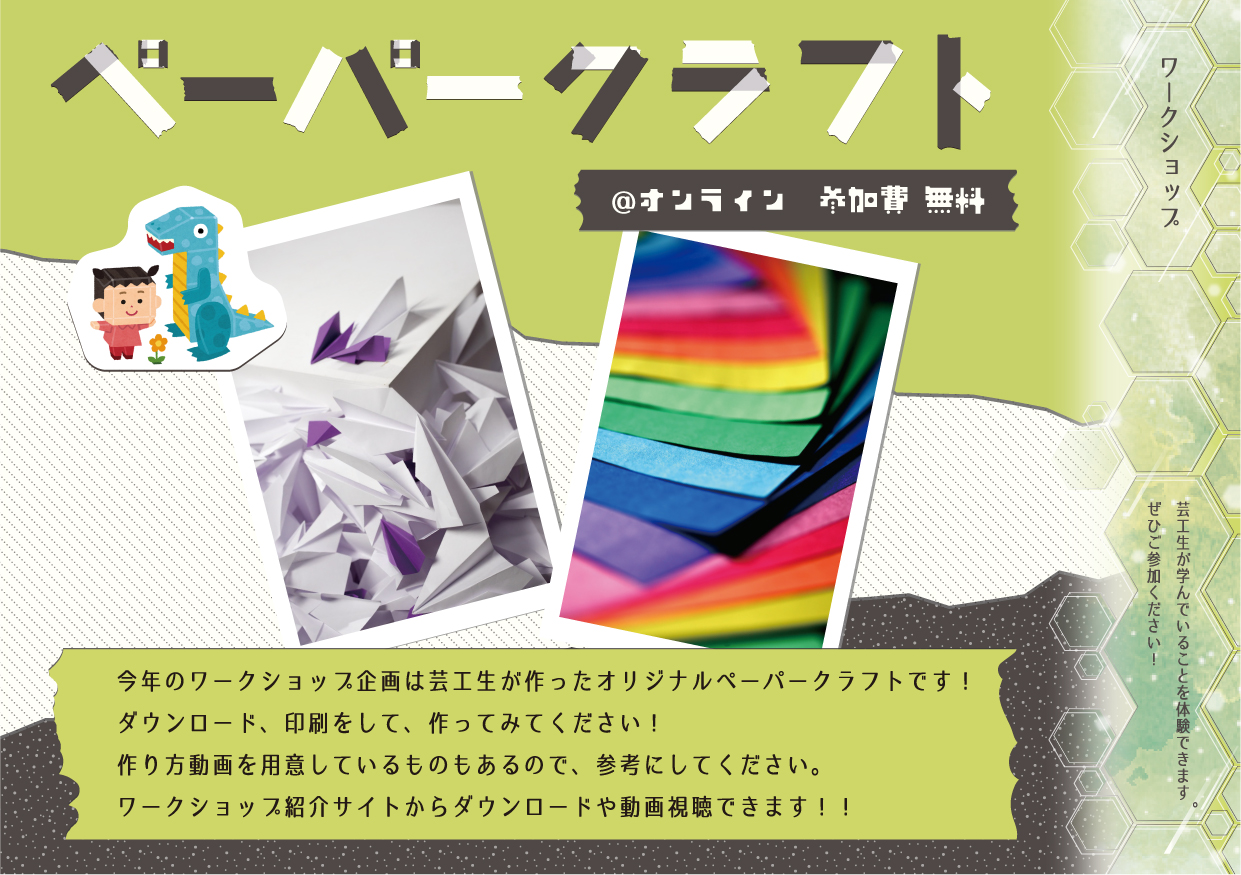 ペーパークラフト
@オンライン 参加費 無料
今年のワークショップ企画は芸工生が作ったオリジナルペーパークラフトです！
ダウンロード、印刷をして、作ってみてください！
作り方動画を用意しているものもあるので、参考にしてください。
ワークショップ紹介サイトからダウンロードや動画視聴できます！！
ワークショップ
芸工生が学んでいることを体験できます。
ぜひご参加ください！